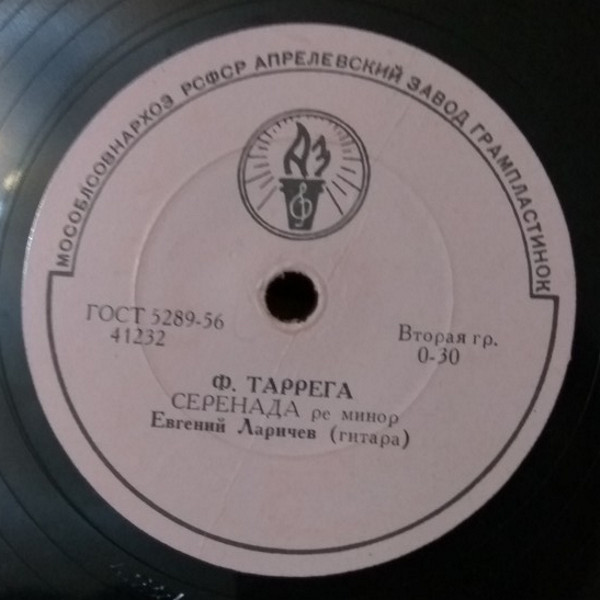 МОСОБЛСОВНАРХОЗ РСФСР АПРЕЛЕВСКИЙ ЗАВОД ГРАМПЛАСТИНОК
АЗ
ГОСТ 5289-56
41232
Вторая гр.
0-30
Ф. ТАРРЕГА
СЕРЕНАДА ре минор
Евгений Ларичев (гитара)